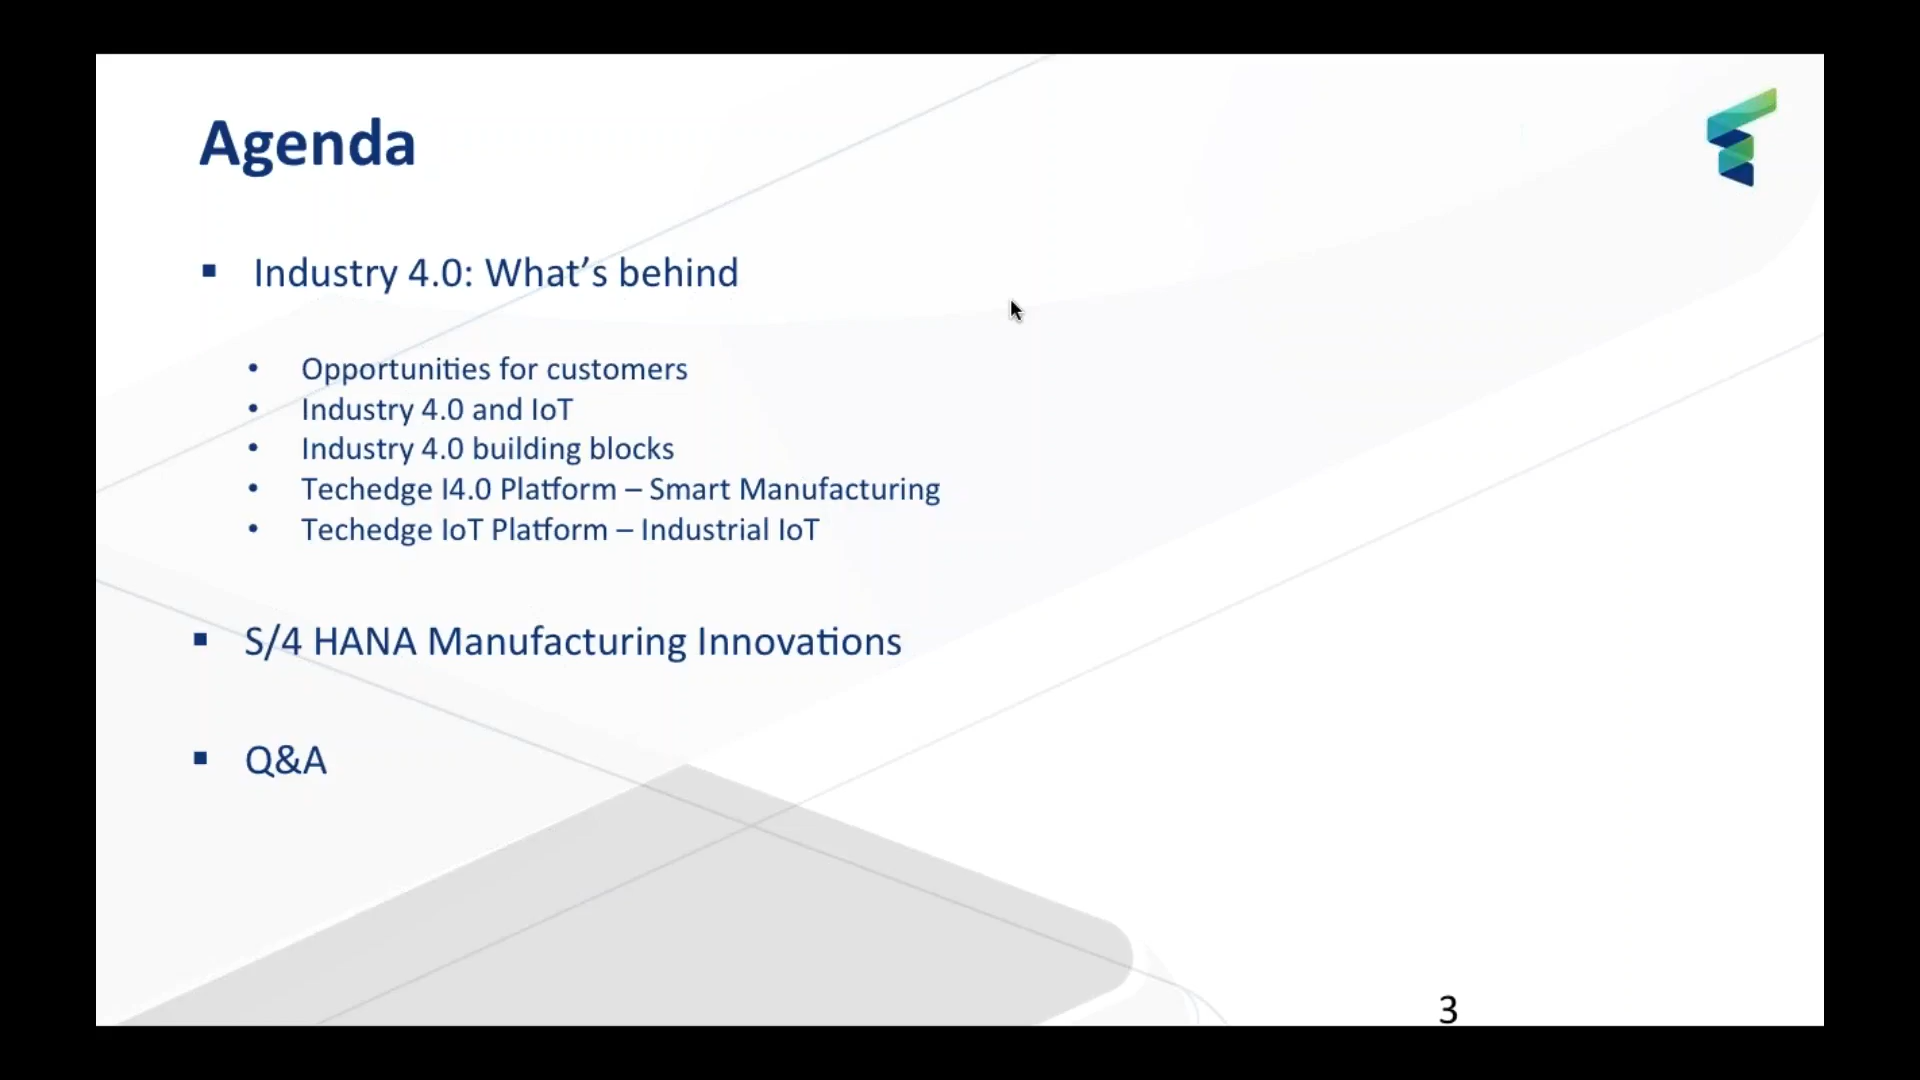 Agenda
▪ Industry 4.0: What’s behind
• Opportunities for customers
• Industry 4.0 and IoT
• Industry 4.0 building blocks
• Techedge I4.0 Platform – Smart Manufacturing
• Techedge IoT Platform – Industrial IoT
▪ S/4 HANA Manufacturing Innovations
▪ Q&A
3